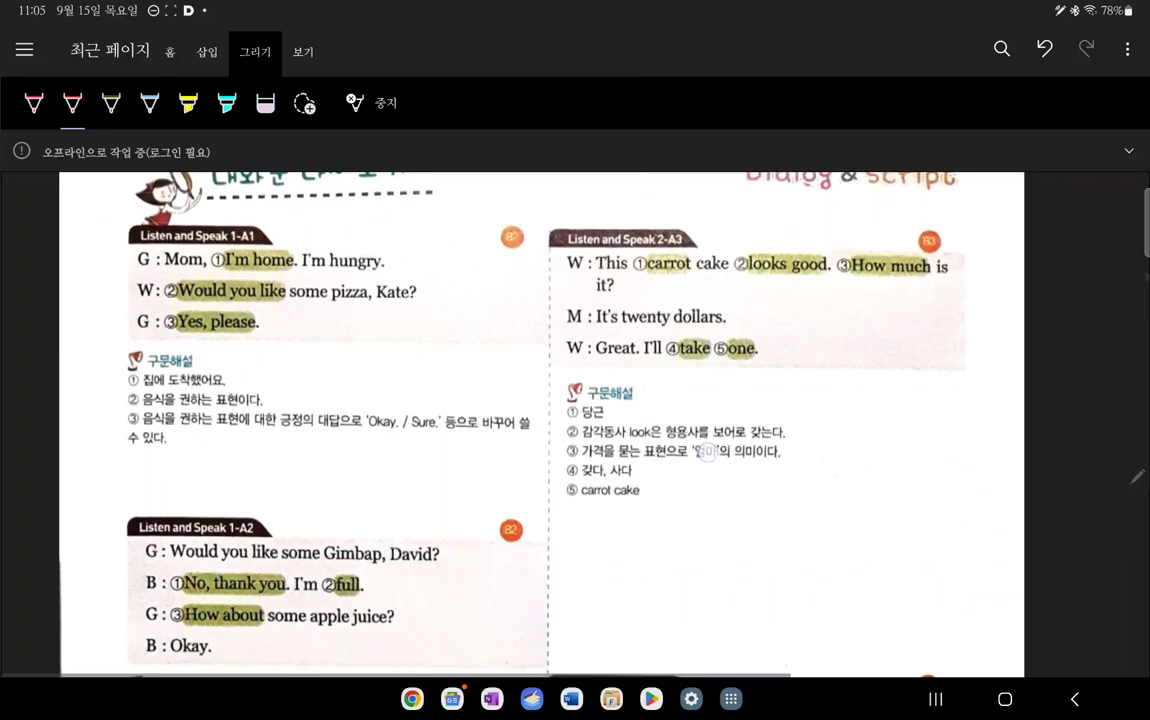 11:05 9월 15일 목요일
78%
최근 페이지 홈 삽입 그리기 보기
중지
오프라인으로 작업 중(로그인 필요)
Dialog & Script
Listen and Speak 1-A1
G : Mom, ①I'm home. I'm hungry.
W : ②Would you like some pizza, Kate?
G : ③Yes, please.
구문해설
① 집에 도착했어요.
② 음식을 권하는 표현이다.
③ 음식을 권하는 표현에 대한 긍정의 대답으로 'Okay. / Sure.' 등으로 바꾸어 쓸
수 있다.
Listen and Speak 1-A2
82
G : Would you like some Gimbap, David?
B : ①No, thank you. I'm ②full.
G : ③How about some apple juice?
B : Okay.
Listen and Speak 2-A3
W : This ①carrot cake ②looks good. ③How much is
it?
M : It's twenty dollars.
W : Great. I'll ④take ⑤one.
구문해설
① 당근
② 감각동사 look은 형용사를 보어로 갖는다.
③ 가격을 묻는 표현으로 '얼마'의 의미이다.
④ 갖다, 사다
⑤ carrot cake